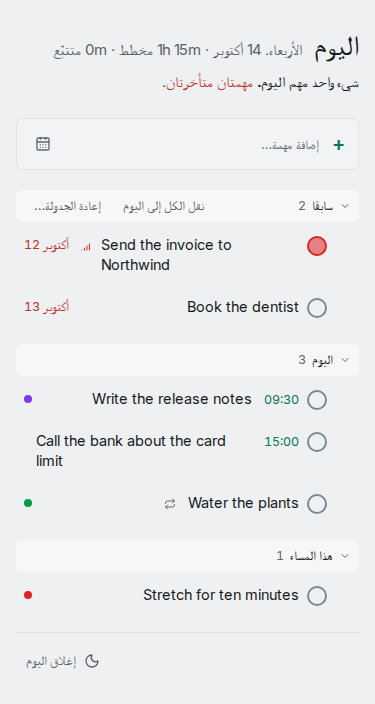 اليوم الأربعاء، 14 أكتوبر · 1h 15m مخطط · 0m متتبَّع
شيء واحد مهم اليوم. مهمتان متأخرتان.
+ إضافة مهمة...
سابقًا 2 نقل الكل إلى اليوم إعادة الجدولة...
Send the invoice to
Northwind
12 أكتوبر
Book the dentist
13 أكتوبر
اليوم 3
09:30 Write the release notes
15:00 Call the bank about the card
limit
Water the plants
هذا المساء 1
Stretch for ten minutes
إغلاق اليوم